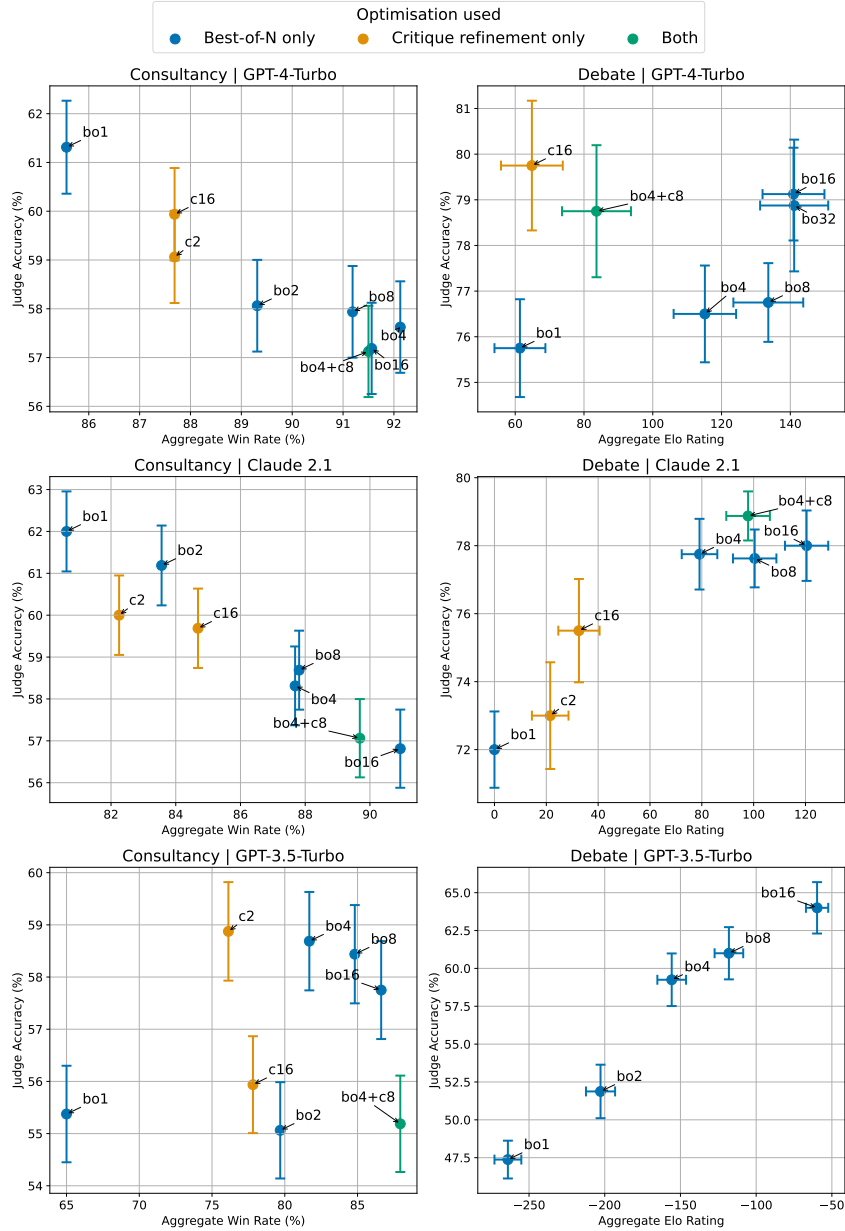 Optimisation used
Best-of-N only
Critique refinement only
Both
Consultancy | GPT-4-Turbo
Judge Accuracy (%)
62
61
60
59
58
57
56
bo1
c16
c2
bo2
bo8
bo4
bo16
bo4+c8
86 87 88 89 90 91 92
Aggregate Win Rate (%)
Debate | GPT-4-Turbo
Judge Accuracy (%)
81
80
79
78
77
76
75
c16
bo4+c8
bo16
bo32
bo4
bo8
bo1
60 80 100 120 140
Aggregate Elo Rating
Consultancy | Claude 2.1
Judge Accuracy (%)
63
62
61
60
59
58
57
56
bo1
bo2
c2
c16
bo8
bo4
bo4+c8
bo16
82 84 86 88 90
Aggregate Win Rate (%)
Debate | Claude 2.1
Judge Accuracy (%)
80
78
76
74
72
bo4+c8
bo4
bo16
bo8
c16
c2
bo1
0 20 40 60 80 100 120
Aggregate Elo Rating
Consultancy | GPT-3.5-Turbo
Judge Accuracy (%)
60
59
58
57
56
55
54
c2
bo4
bo8
bo16
c16
bo1
bo2
bo4+c8
65 70 75 80 85
Aggregate Win Rate (%)
Debate | GPT-3.5-Turbo
Judge Accuracy (%)
65.0
62.5
60.0
57.5
55.0
52.5
50.0
47.5
bo16
bo8
bo4
bo2
bo1
−250 −200 −150 −100 −50
Aggregate Elo Rating